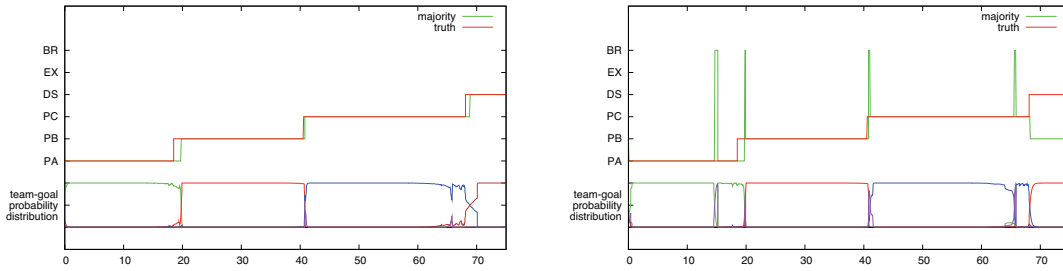 majority
truth
BR
EX
DS
PC
PB
PA
team-goal
probability
distribution
0 10 20 30 40 50 60 70
majority
truth
BR
EX
DS
PC
PB
PA
team-goal
probability
distribution
0 10 20 30 40 50 60 70